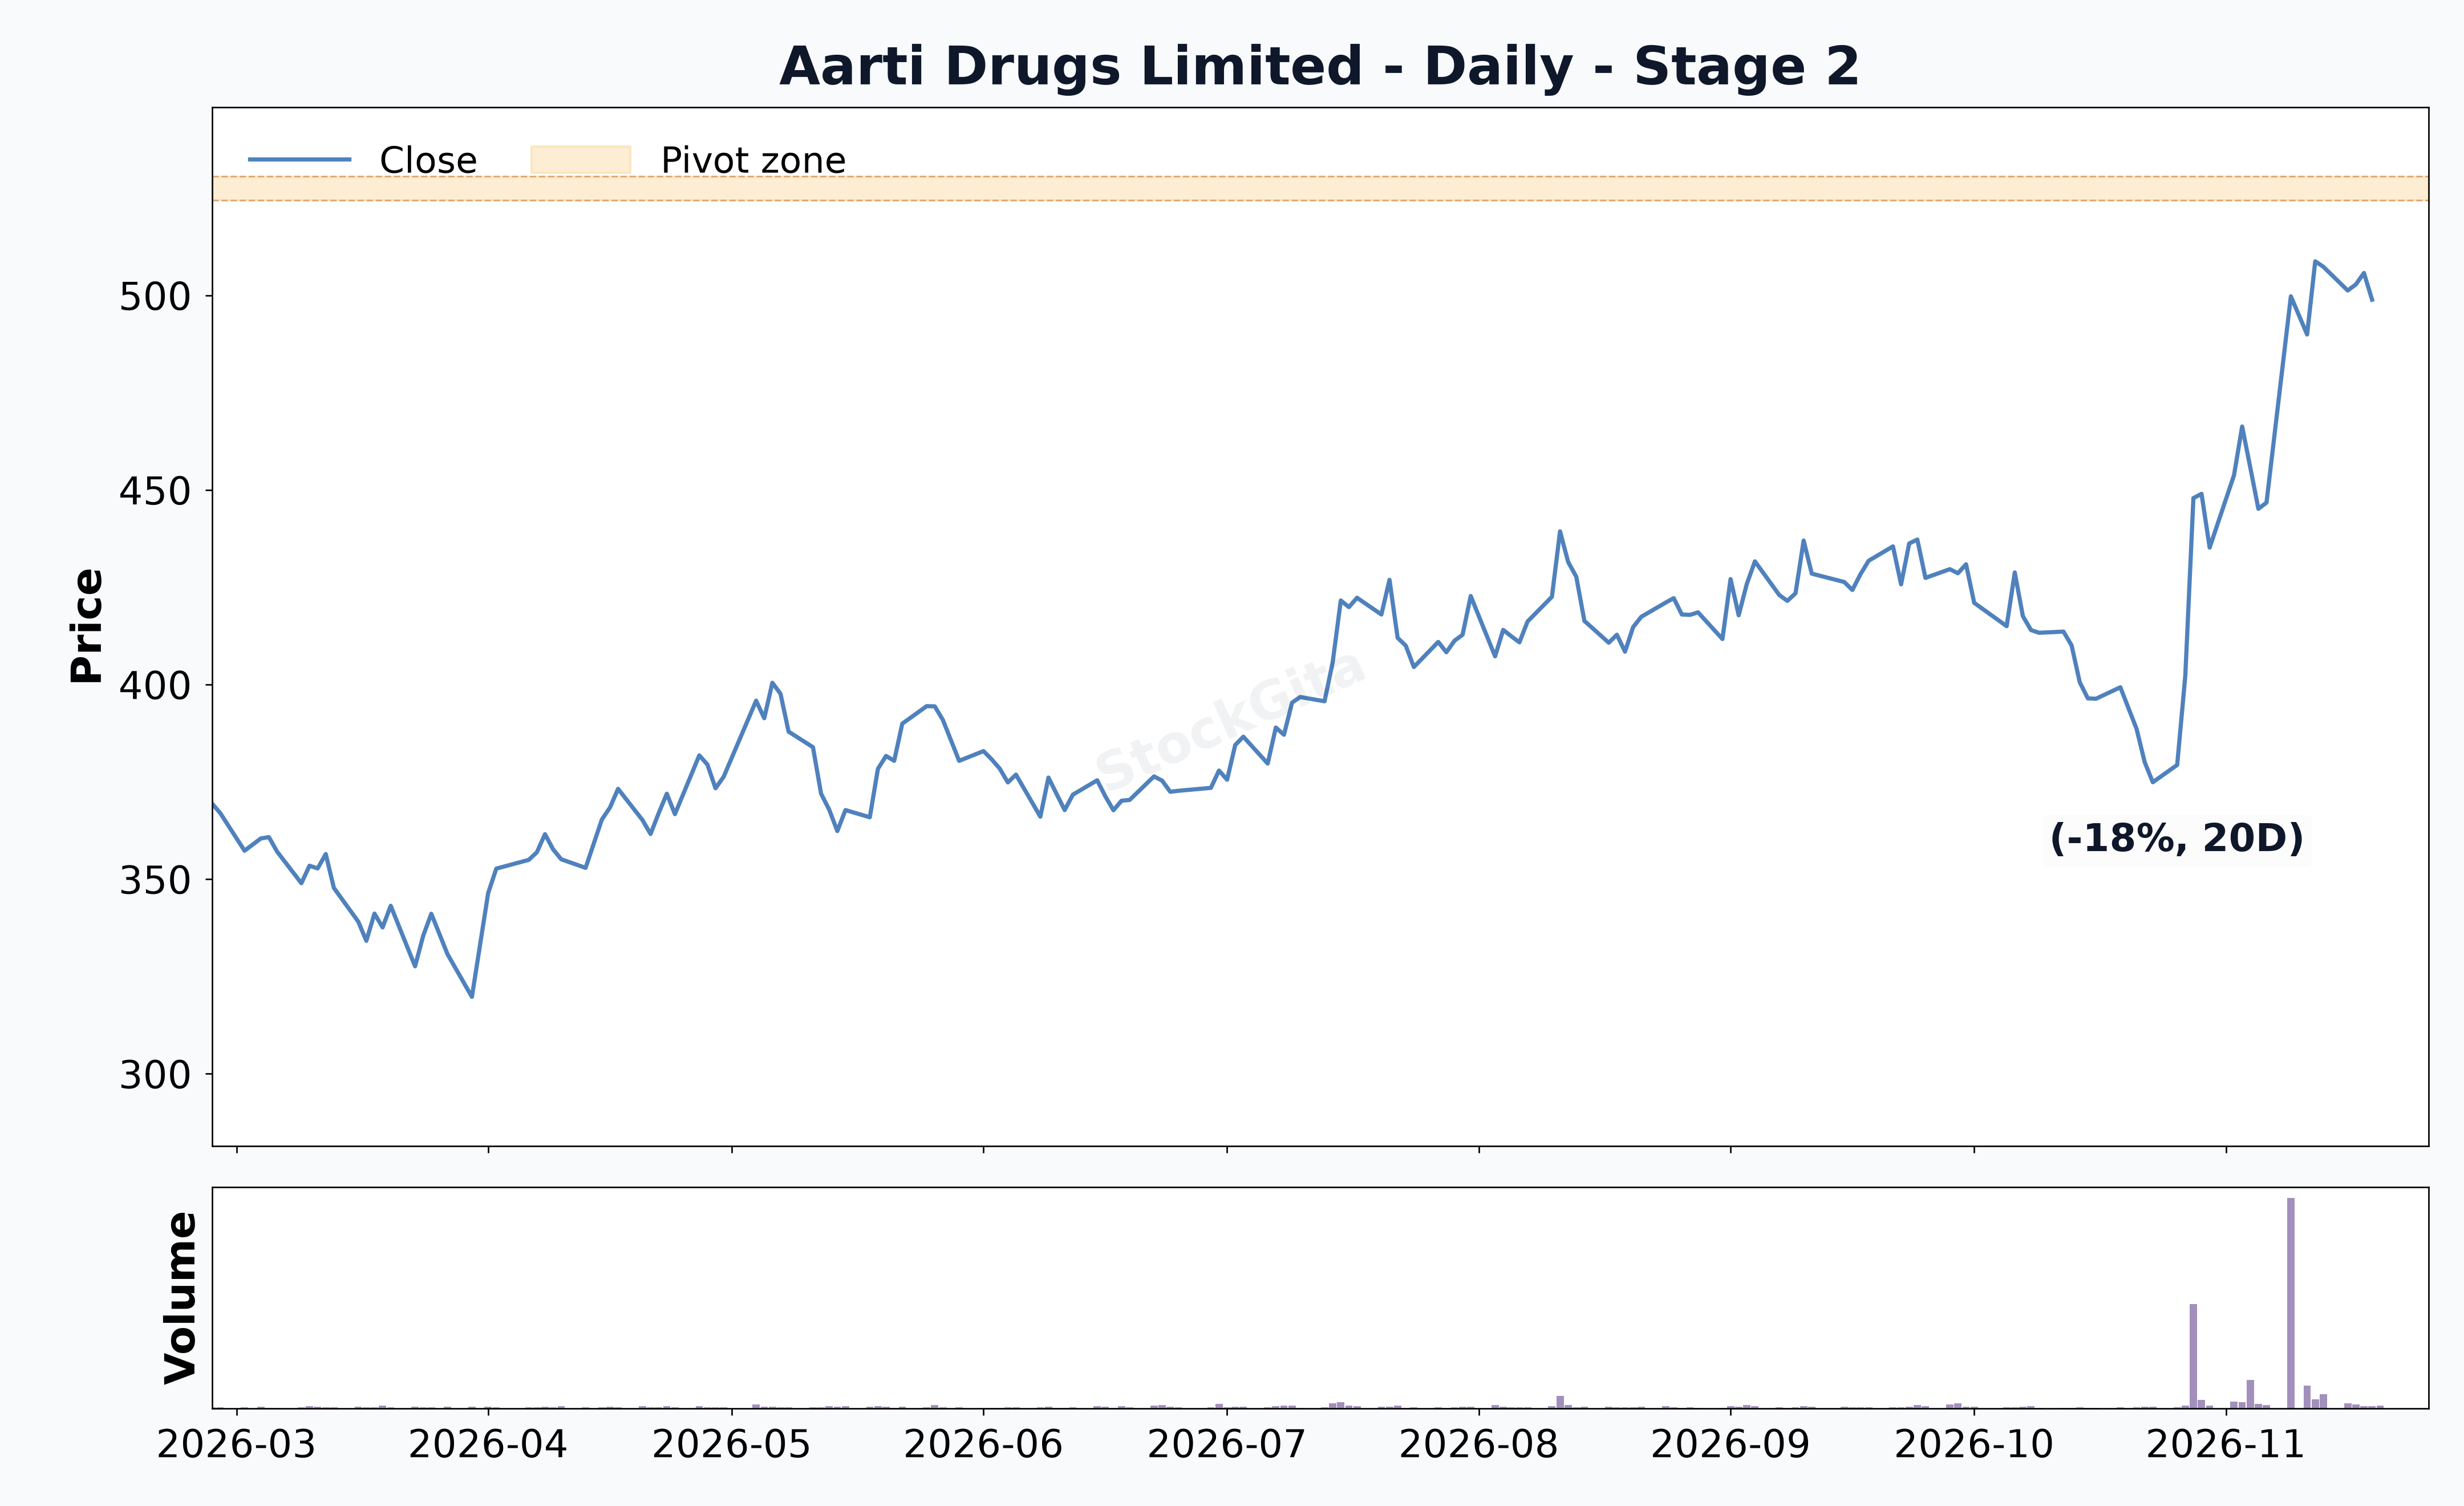 Aarti Drugs Limited - Daily - Stage 2
Close
Pivot zone
500
450
400
350
300
Price
StockGita
(-18%, 20D)
Volume
2026-03
2026-04
2026-05
2026-06
2026-07
2026-08
2026-09
2026-10
2026-11